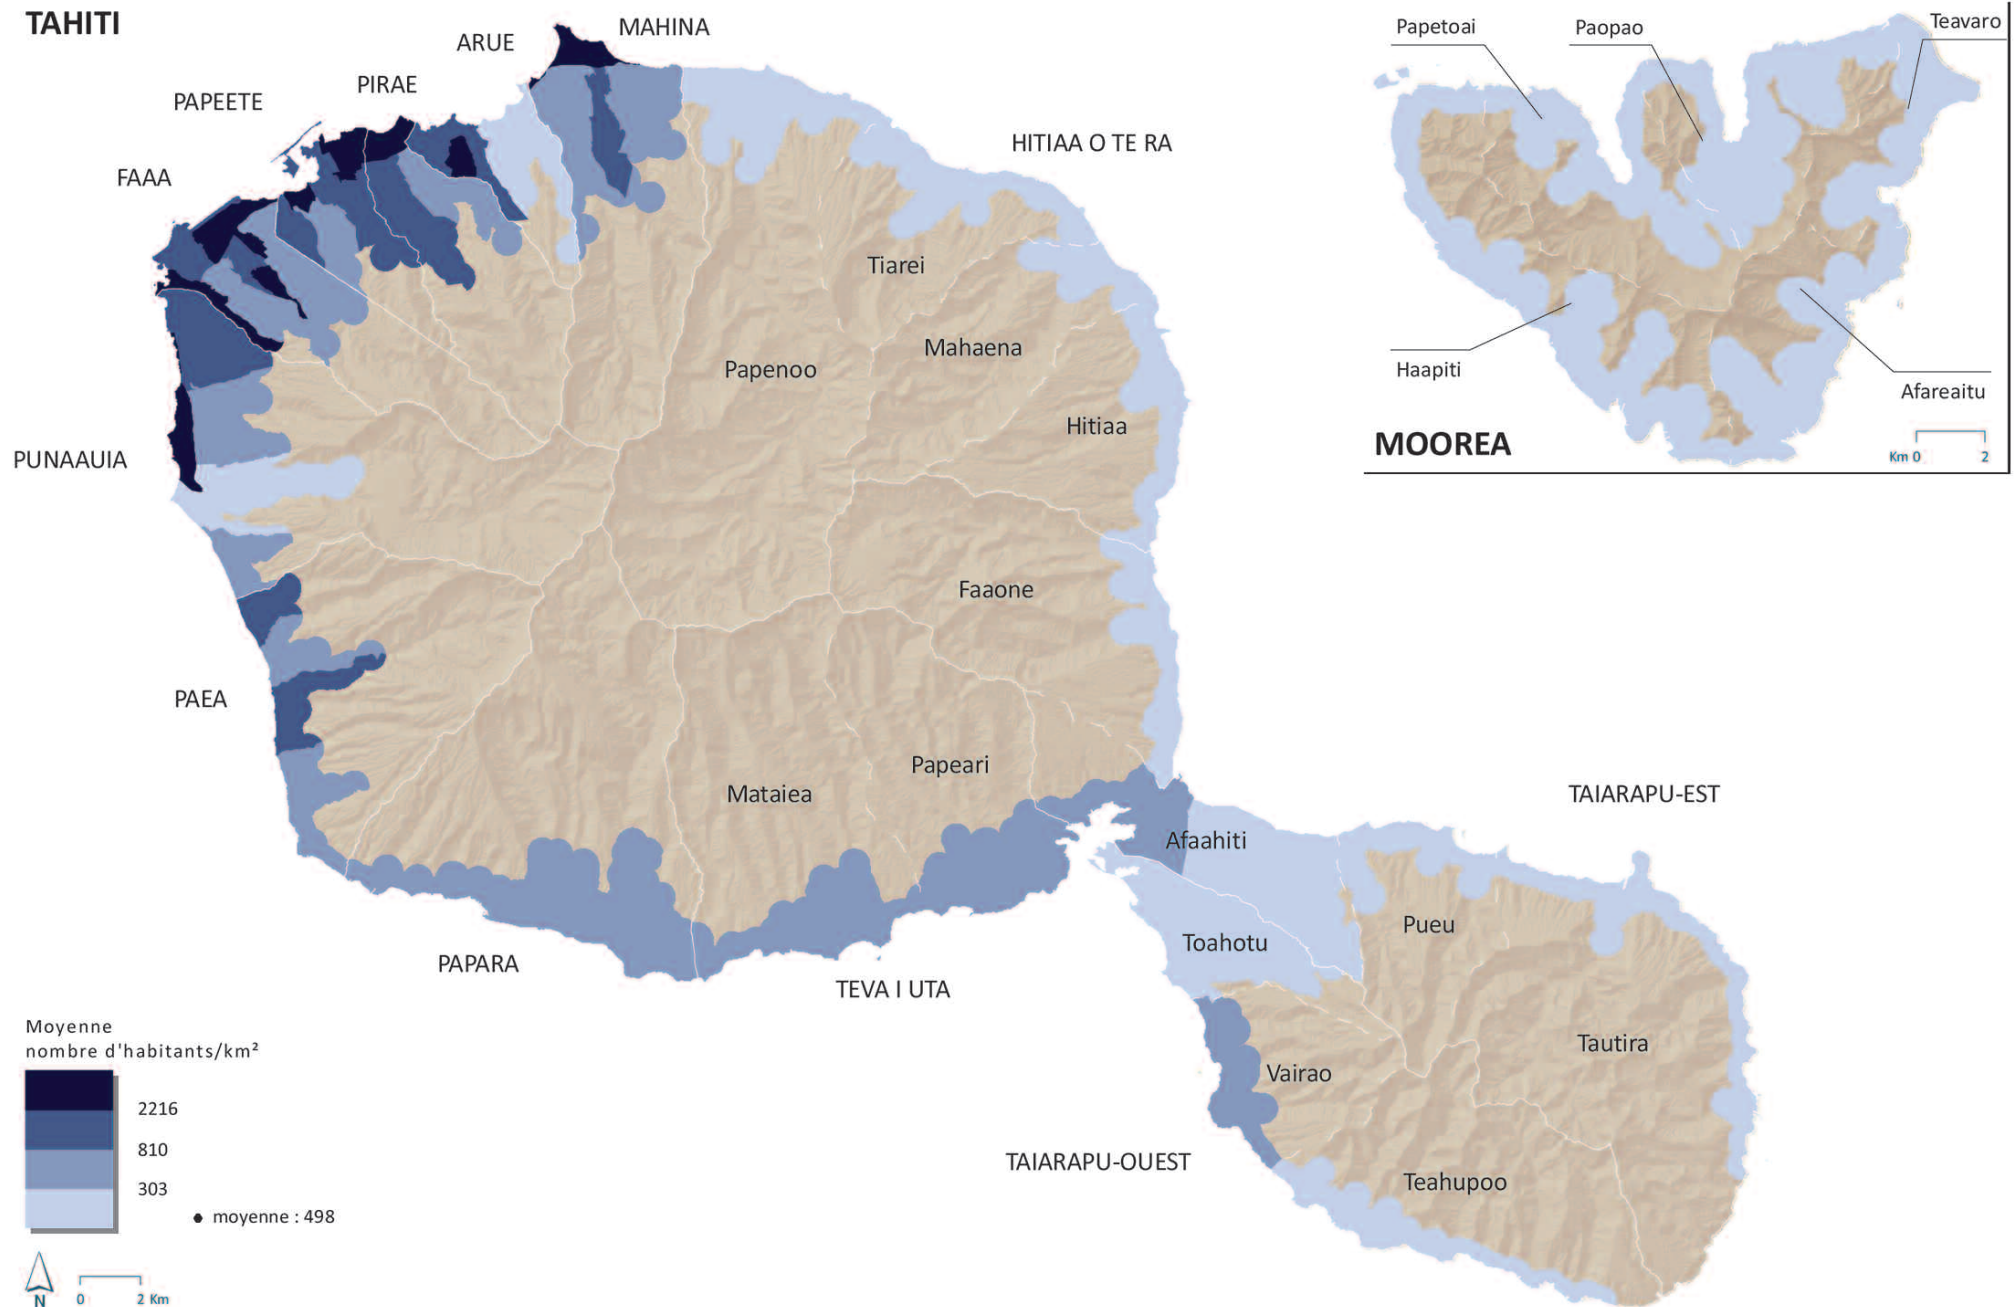 TAHITI
MAHINA
ARUE
PIRAE
PAPEETE
FAAA
HITIAA O TE RA
Tiarei
Mahaena
Papenoo
Hitiaa
PUNAAUIA
Faaone
PAEA
Papeari
Mataiea
TAIARAPU-EST
Afaahiti
Pueu
Toahotu
PAPARA
TEVA I UTA
Tautira
Vairao
TAIARAPU-OUEST
Teahupoo
Papetoai
Paopao
Teavaro
Haapiti
Afareaitu
MOOREA
Km 0 2
Moyenne
nombre d'habitants/km²
2216
810
303
moyenne : 498
N
0 2 Km